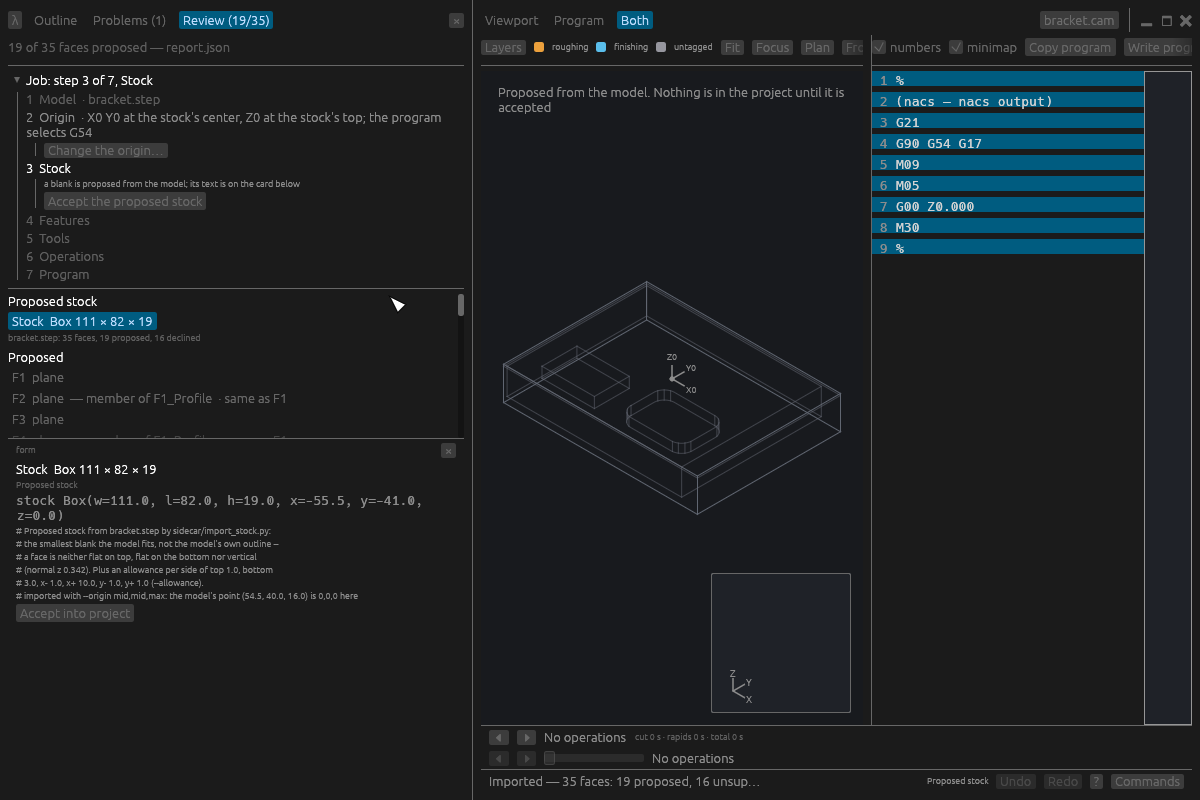 λ Outline Problems (1) Review (19/35) ×
19 of 35 faces proposed — report.json
▼ Job: step 3 of 7, Stock
1 Model · bracket.step
2 Origin · X0 Y0 at the stock's center, Z0 at the stock's top; the program
selects G54
Change the origin...
3 Stock
a blank is proposed from the model; its text is on the card below
Accept the proposed stock
4 Features
5 Tools
6 Operations
7 Program
Proposed stock
Stock Box 111 × 82 × 19
bracket.step: 35 faces, 19 proposed, 16 declined
Proposed
F1 plane
F2 plane — member of F1_Profile · same as F1
F3 plane
form ×
Stock Box 111 × 82 × 19
Proposed stock
stock Box(w=111.0, l=82.0, h=19.0, x=-55.5, y=-41.0,
z=0.0)
# Proposed stock from bracket.step by sidecar/import_stock.py:
# the smallest blank the model fits, not the model's own outline –
# a face is neither flat on top, flat on the bottom nor vertical
# (normal z 0.342). Plus an allowance per side of top 1.0, bottom
# 3.0, x- 1.0, x+ 10.0, y- 1.0, y+ 1.0 (--allowance).
# imported with --origin mid,mid,max: the model's point (54.5, 40.0, 16.0) is 0,0,0 here
Accept into project
Viewport Program Both
Layers roughing finishing untagged Fit Focus Plan Fro
Proposed from the model. Nothing is in the project until it is
accepted
Z0
Y0
X0
Z
Y
X
bracket.cam
numbers minimap Copy program Write prog
1 %
2 (nacs — nacs output)
3 G21
4 G90 G54 G17
5 M09
6 M05
7 G00 Z0.000
8 M30
9 %
No operations cut 0 s · rapids 0 s · total 0 s
No operations
Imported — 35 faces: 19 proposed, 16 unsup... Proposed stock Undo Redo ? Commands